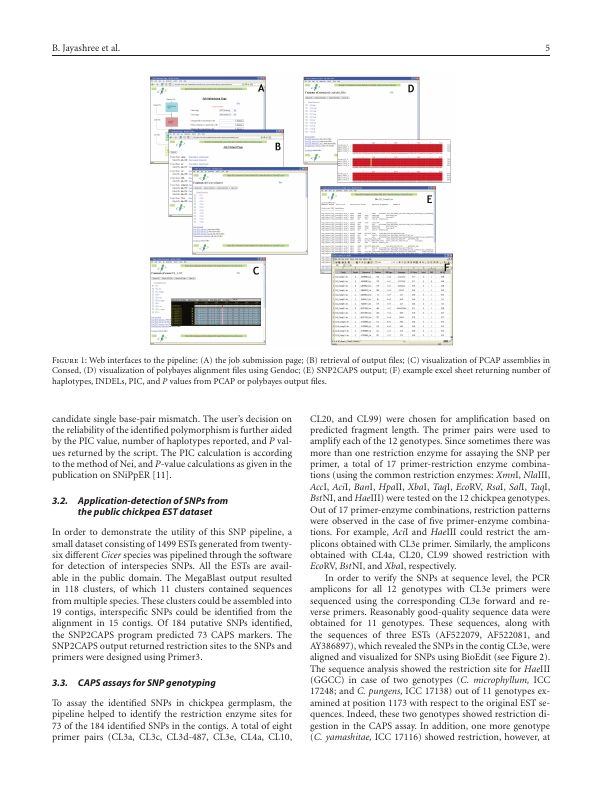 B. Jayashree et al.
5
A
B
C
D
E
F
Figure 1: Web interfaces to the pipeline: (A) the job submission page; (B) retrieval of output files; (C) visualization of PCAP assemblies in
Consed, (D) visualization of polybayes alignment files using Gendoc; (E) SNP2CAPS output; (F) example excel sheet returning number of
haplotypes, INDELs, PIC, and P values from PCAP or polybayes output files.
candidate single base-pair mismatch. The user's decision on
the reliability of the identified polymorphism is further aided
by the PIC value, number of haplotypes reported, and P val-
ues returned by the script. The PIC calculation is according
to the method of Nei, and P-value calculations as given in the
publication on SNiPpER [11].
3.2. Application-detection of SNPs from
the public chickpea EST dataset
In order to demonstrate the utility of this SNP pipeline, a
small dataset consisting of 1499 ESTs generated from twenty-
six different Cicer species was pipelined through the software
for detection of interspecies SNPs. All the ESTs are avail-
able in the public domain. The MegaBlast output resulted
in 118 clusters, of which 11 clusters contained sequences
from multiple species. These clusters could be assembled into
19 contigs, interspecific SNPs could be identified from the
alignment in 15 contigs. Of 184 putative SNPs identified,
the SNP2CAPS program predicted 73 CAPS markers. The
SNP2CAPS output returned restriction sites to the SNPs and
primers were designed using Primer3.
3.3. CAPS assays for SNP genotyping
To assay the identified SNPs in chickpea germplasm, the
pipeline helped to identify the restriction enzyme sites for
73 of the 184 identified SNPs in the contigs. A total of eight
primer pairs (CL3a, CL3c, CL3d-487, CL3e, CL4a, CL10,
CL20, and CL99) were chosen for amplification based on
predicted fragment length. The primer pairs were used to
amplify each of the 12 genotypes. Since sometimes there was
more than one restriction enzyme for assaying the SNP per
primer, a total of 17 primer-restriction enzyme combina-
tions (using the common restriction enzymes: XmnI, NlaIII,
AccI, AciI, BanI, HpaII, XbaI, TaqI, EcoRV, RsaI, SalI, TaqI,
BstNI, and HaeIII) were tested on the 12 chickpea genotypes.
Out of 17 primer-enzyme combinations, restriction patterns
were observed in the case of five primer-enzyme combina-
tions. For example, AciI and HaeIII could restrict the am-
plicons obtained with CL3e primer. Similarly, the amplicons
obtained with CL4a, CL20, CL99 showed restriction with
EcoRV, BstNI, and XbaI, respectively.
In order to verify the SNPs at sequence level, the PCR
amplicons for all 12 genotypes with CL3e primers were
sequenced using the corresponding CL3e forward and re-
verse primers. Reasonably good-quality sequence data were
obtained for 11 genotypes. These sequences, along with
the sequences of three ESTs (AF522079, AF522081, and
AY386897), which revealed the SNPs in the contig CL3e, were
aligned and visualized for SNPs using BioEdit (see Figure 2).
The sequence analysis showed the restriction site for HaeIII
(GGCC) in case of two genotypes (C. microphyllum, ICC
17248; and C. pungens, ICC 17138) out of 11 genotypes ex-
amined at position 1173 with respect to the original EST se-
quences. Indeed, these two genotypes showed restriction di-
gestion in the CAPS assay. In addition, one more genotype
(C. yamashitae, ICC 17116) showed restriction, however, at